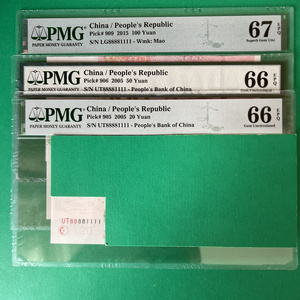 PMG
PAPER MONEY GUARANTY
China / People's Republic
Pick# 909 2015 100 Yuan
S/N LG88881111 - Wmk: Mao
67 EPQ
Superb Gem Unc
PMG
PAPER MONEY GUARANTY
China / People's Republic
Pick# 906 2005 50 Yuan
S/N UT88881111 - People's Bank of China
66 EPQ
Gem Uncirculated
PMG
PAPER MONEY GUARANTY
China / People's Republic
Pick# 905 2005 20 Yuan
S/N UT88881111 - People's Bank of China
66 EPQ
Gem Uncirculated
UT88881111
20